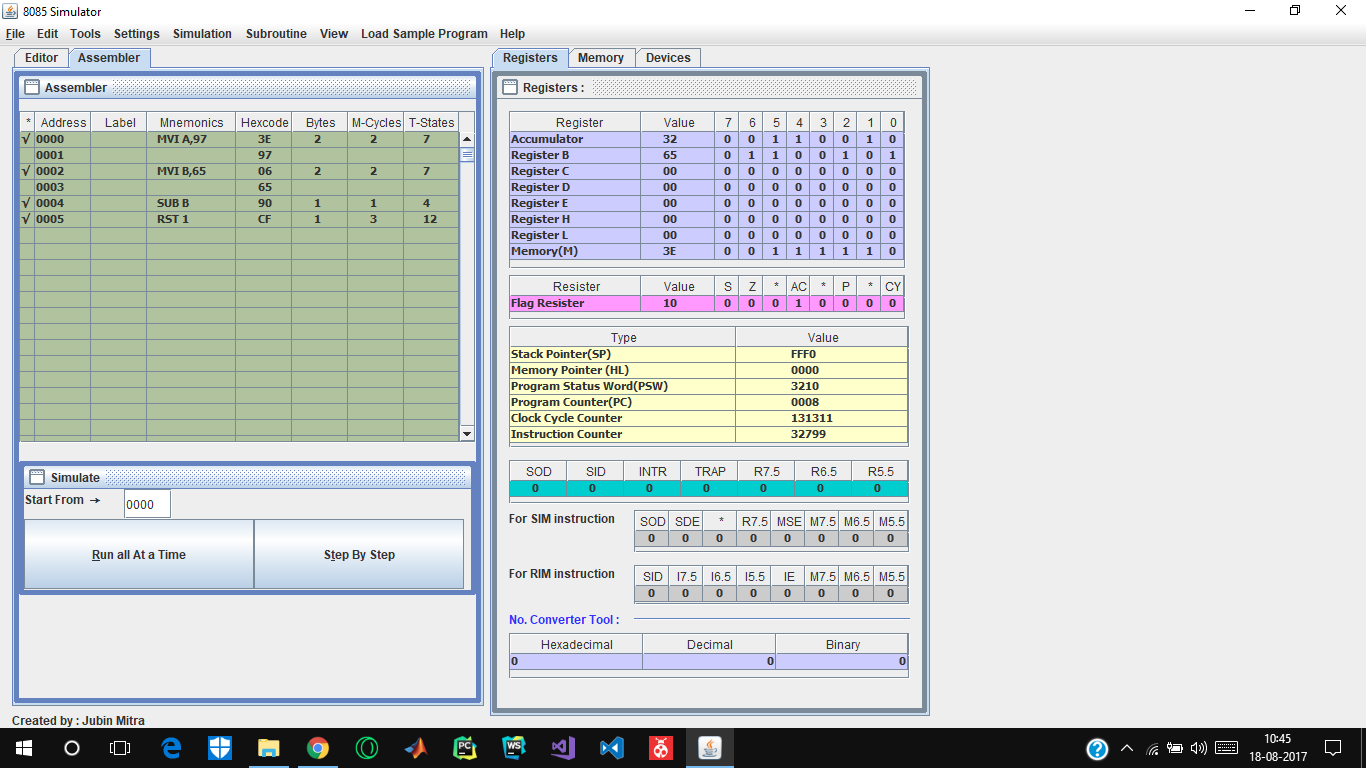 8085 Simulator
File Edit Tools Settings Simulation Subroutine View Load Sample Program Help
Editor Assembler
Assembler
* Address Label Mnemonics Hexcode Bytes M-Cycles T-States
√ 0000 MVI A,97 3E 2 2 7
0001 97
√ 0002 MVI B,65 06 2 2 7
0003 65
√ 0004 SUB B 90 1 1 4
√ 0005 RST 1 CF 1 3 12
Simulate
Start From → 0000
Run all At a Time Step By Step
Created by : Jubin Mitra
Registers Memory Devices
Registers :
Register Value 7 6 5 4 3 2 1 0
Accumulator 32 0 0 1 1 0 0 1 0
Register B 65 0 1 1 0 0 1 0 1
Register C 00 0 0 0 0 0 0 0 0
Register D 00 0 0 0 0 0 0 0 0
Register E 00 0 0 0 0 0 0 0 0
Register H 00 0 0 0 0 0 0 0 0
Register L 00 0 0 0 0 0 0 0 0
Memory(M) 3E 0 0 1 1 1 1 1 0
Resister Value S Z * AC * P * CY
Flag Resister 10 0 0 0 1 0 0 0 0
Type Value
Stack Pointer(SP) FFF0
Memory Pointer (HL) 0000
Program Status Word(PSW) 3210
Program Counter(PC) 0008
Clock Cycle Counter 131311
Instruction Counter 32799
SOD SID INTR TRAP R7.5 R6.5 R5.5
0 0 0 0 0 0 0
For SIM instruction SOD SDE * R7.5 MSE M7.5 M6.5 M5.5
0 0 0 0 0 0 0 0
For RIM instruction SID I7.5 I6.5 I5.5 IE M7.5 M6.5 M5.5
0 0 0 0 0 0 0 0
No. Converter Tool :
Hexadecimal Decimal Binary
0 0 0
PC WS
10:45
18-08-2017